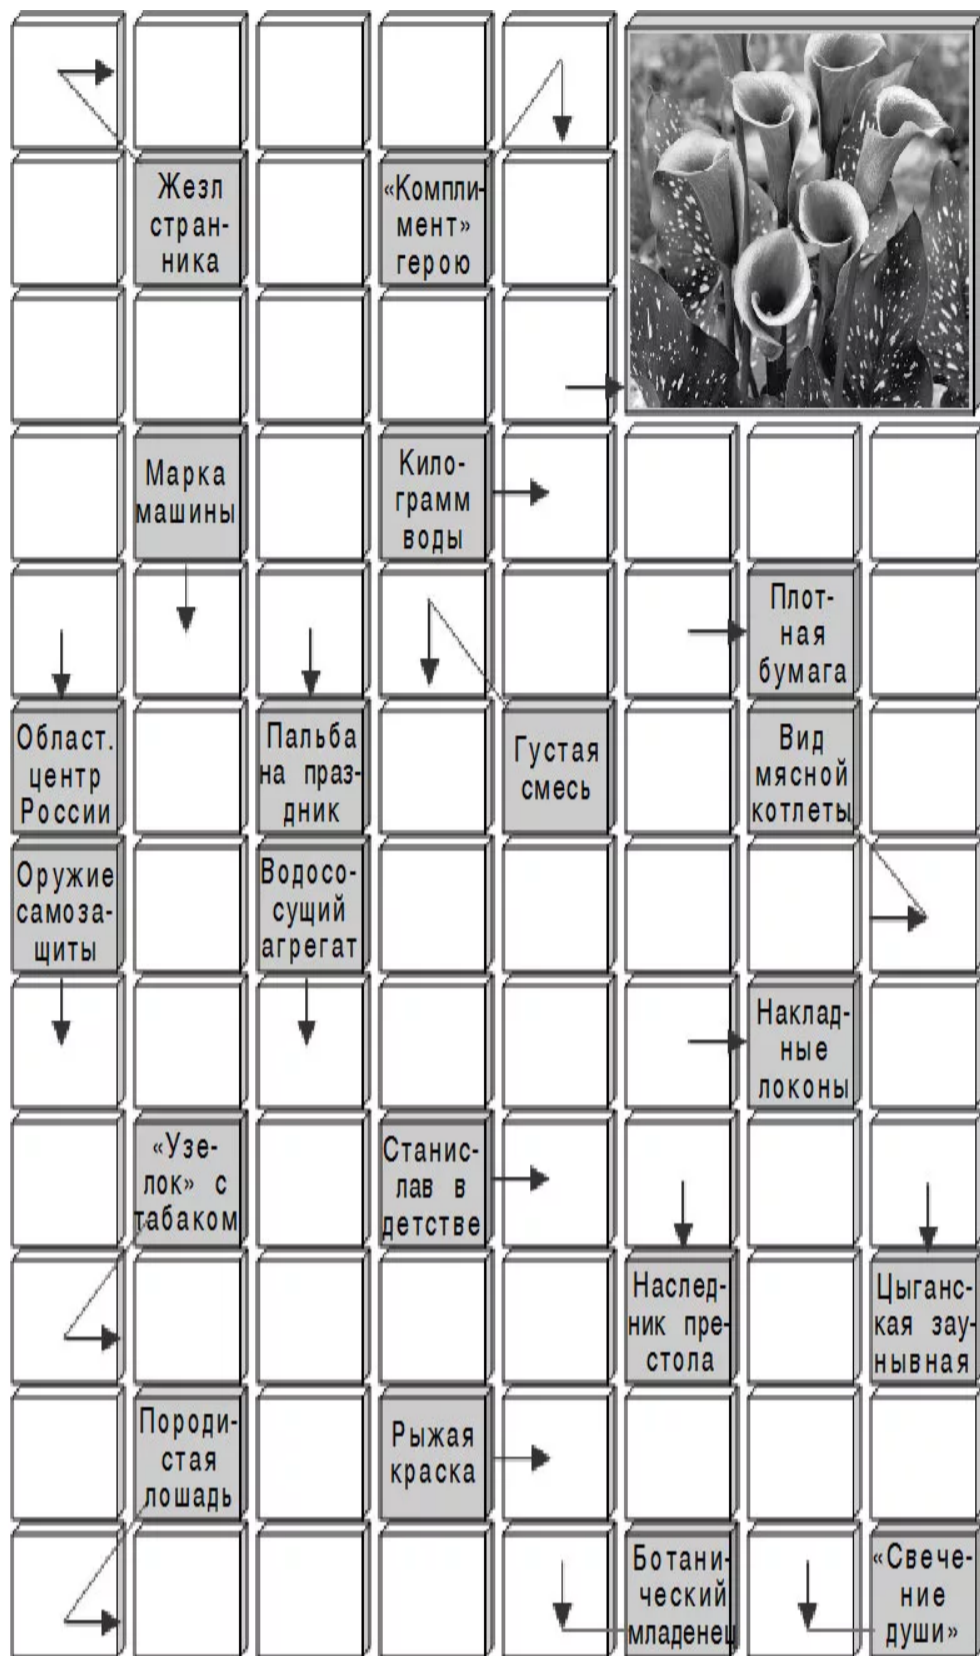 Жезл
стран-
ника
«Компли-
мент»
герою
Марка
машины
Кило-
грамм
воды
Плот-
ная
бумага
Област.
центр
России
Пальба
на праз-
дник
Густая
смесь
Вид
мясной
котлеты
Оружие
самоза-
щиты
Водосо-
сущий
агрегат
Наклад-
ные
локоны
«Узе-
лок» с
табаком
Станис-
лав в
детстве
Наслед-
ник пре-
стола
Цыганс-
кая зау-
нывная
Породи-
стая
лошадь
Рыжая
краска
Ботани-
ческий
младенец
«Свече-
ние
души»